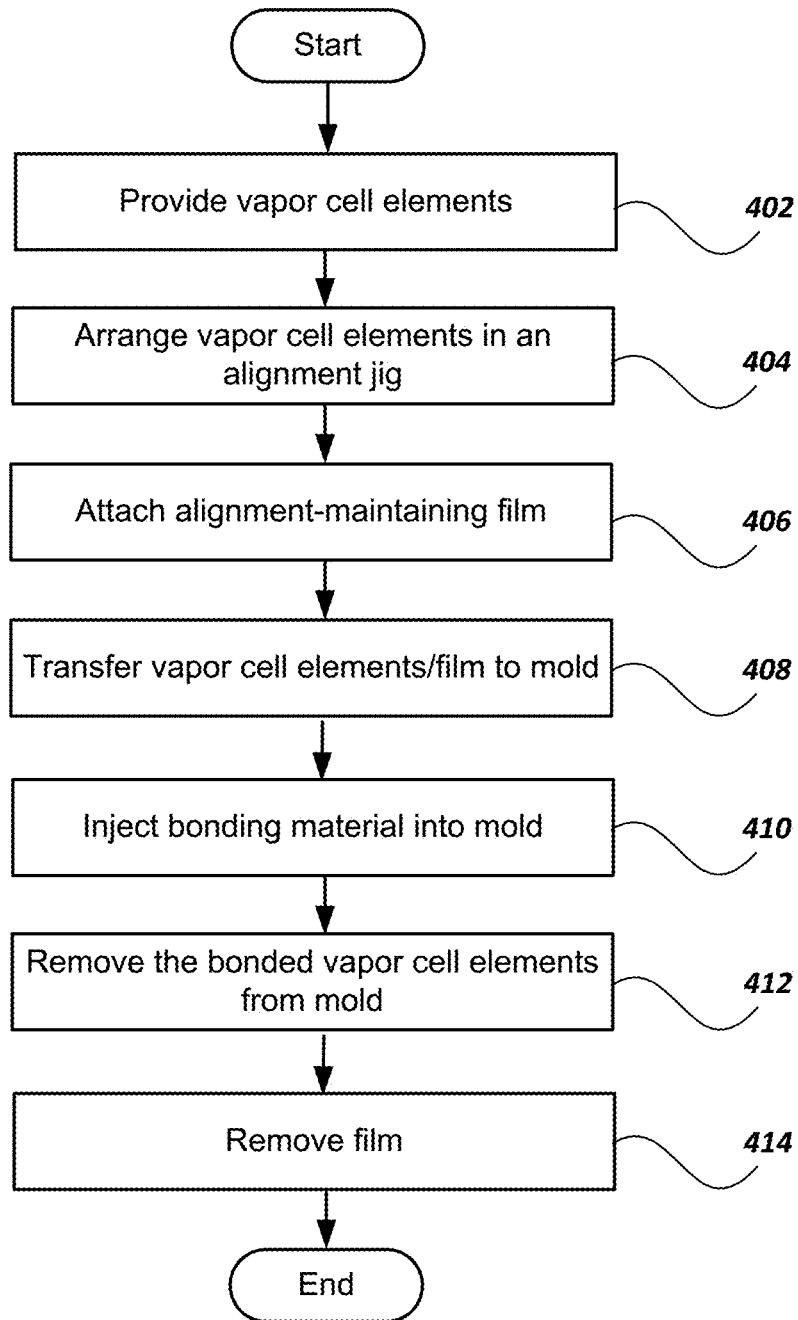 Start
Provide vapor cell elements
402
Arrange vapor cell elements in an
alignment jig
404
Attach alignment-maintaining film
406
Transfer vapor cell elements/film to mold
408
Inject bonding material into mold
410
Remove the bonded vapor cell elements
from mold
412
Remove film
414
End